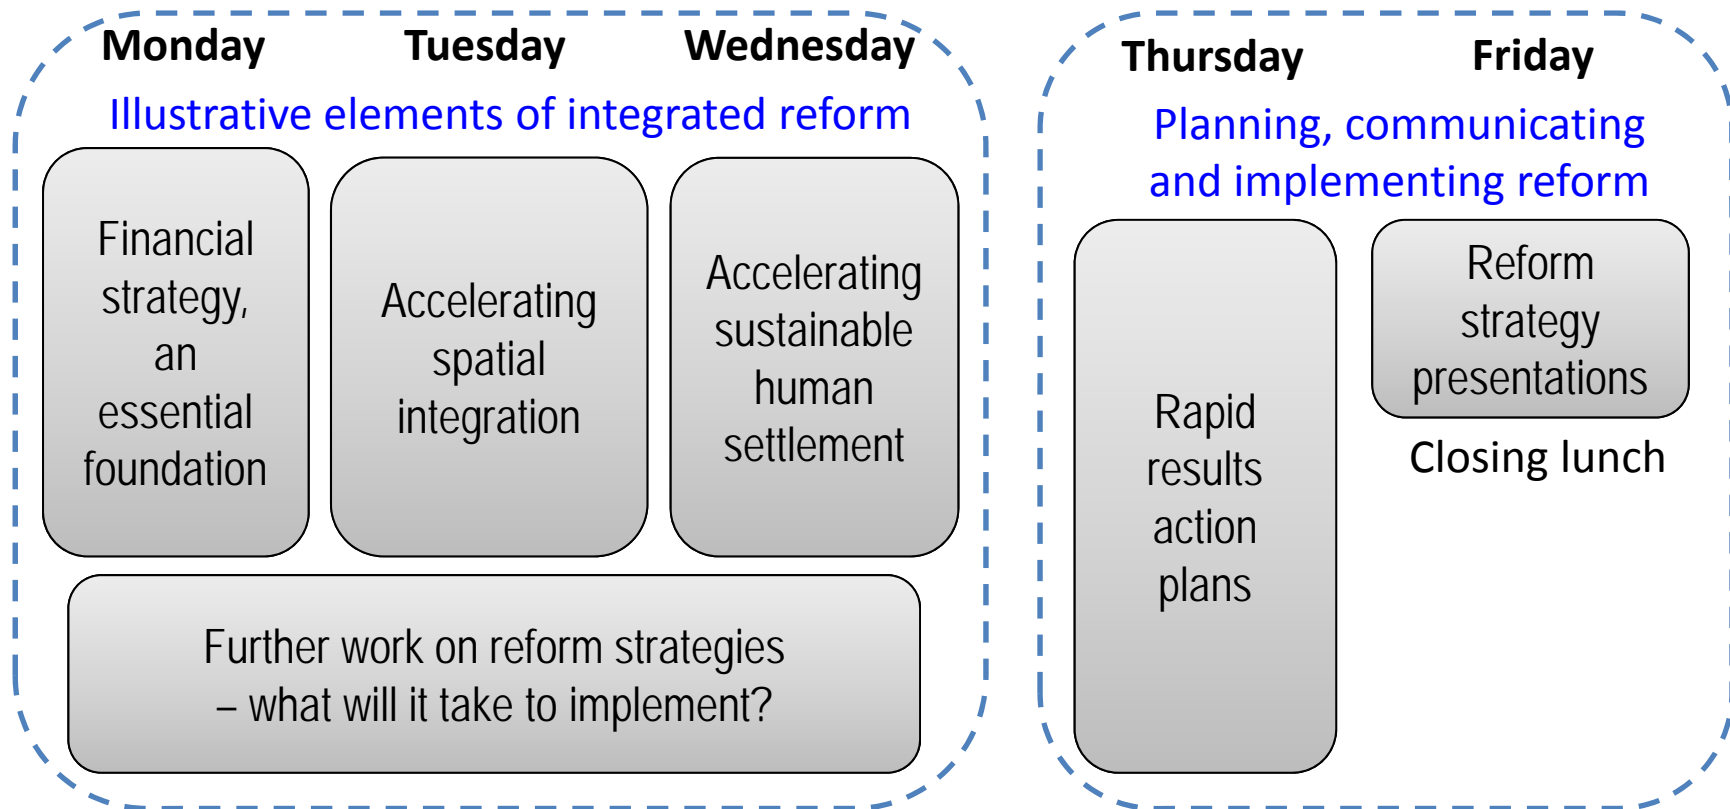 Monday Tuesday Wednesday
Illustrative elements of integrated reform
Financial
strategy,
an
essential
foundation
Accelerating
spatial
integration
Accelerating
sustainable
human
settlement
Further work on reform strategies
– what will it take to implement?
Thursday Friday
Planning, communicating
and implementing reform
Rapid
results
action
plans
Reform
strategy
presentations
Closing lunch